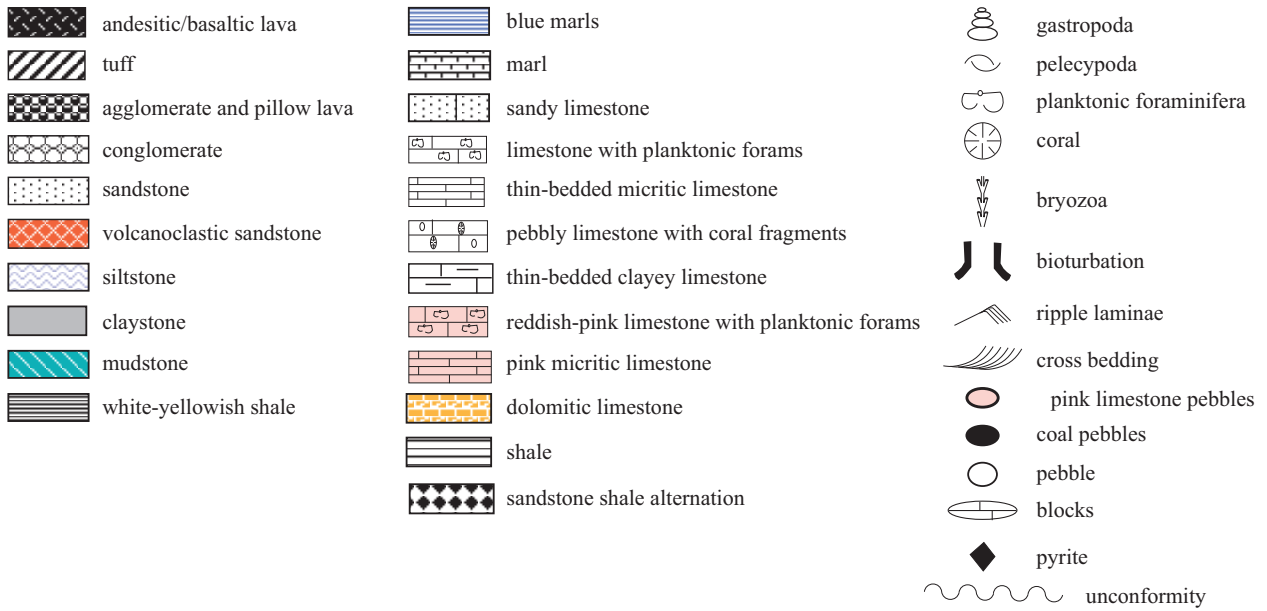 andesitic/basaltic lava
tuff
agglomerate and pillow lava
conglomerate
sandstone
volcanoclastic sandstone
siltstone
claystone
mudstone
white-yellowish shale
blue marls
marl
sandy limestone
limestone with planktonic forams
thin-bedded micritic limestone
pebbly limestone with coral fragments
thin-bedded clayey limestone
reddish-pink limestone with planktonic forams
pink micritic limestone
dolomitic limestone
shale
sandstone shale alternation
gastropoda
pelecypoda
planktonic foraminifera
coral
bryozoa
bioturbation
ripple laminae
cross bedding
pink limestone pebbles
coal pebbles
pebble
blocks
pyrite
unconformity